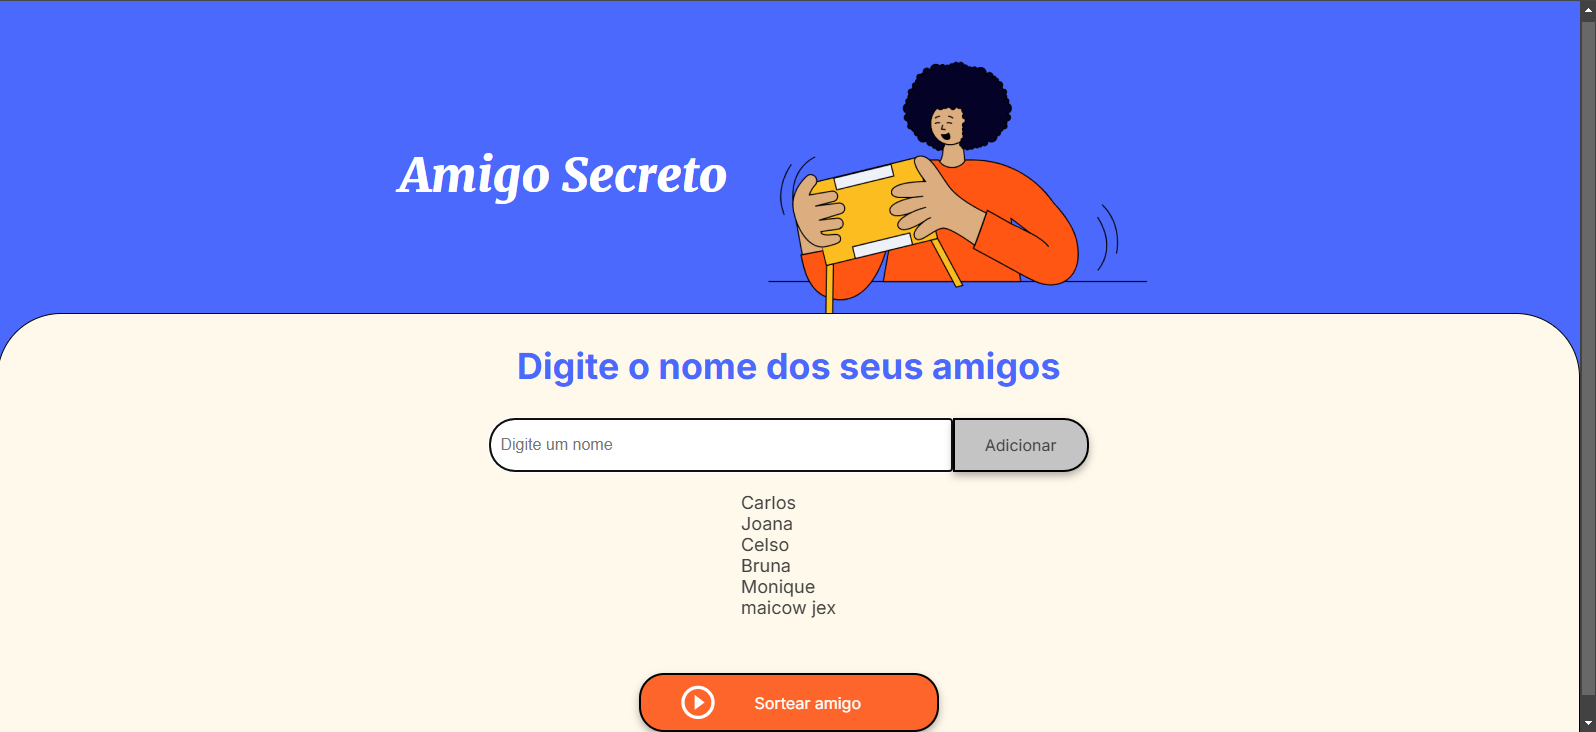 Amigo Secreto
Digite o nome dos seus amigos
Digite um nome
Adicionar
Carlos
Joana
Celso
Bruna
Monique
maicow jex
Sortear amigo